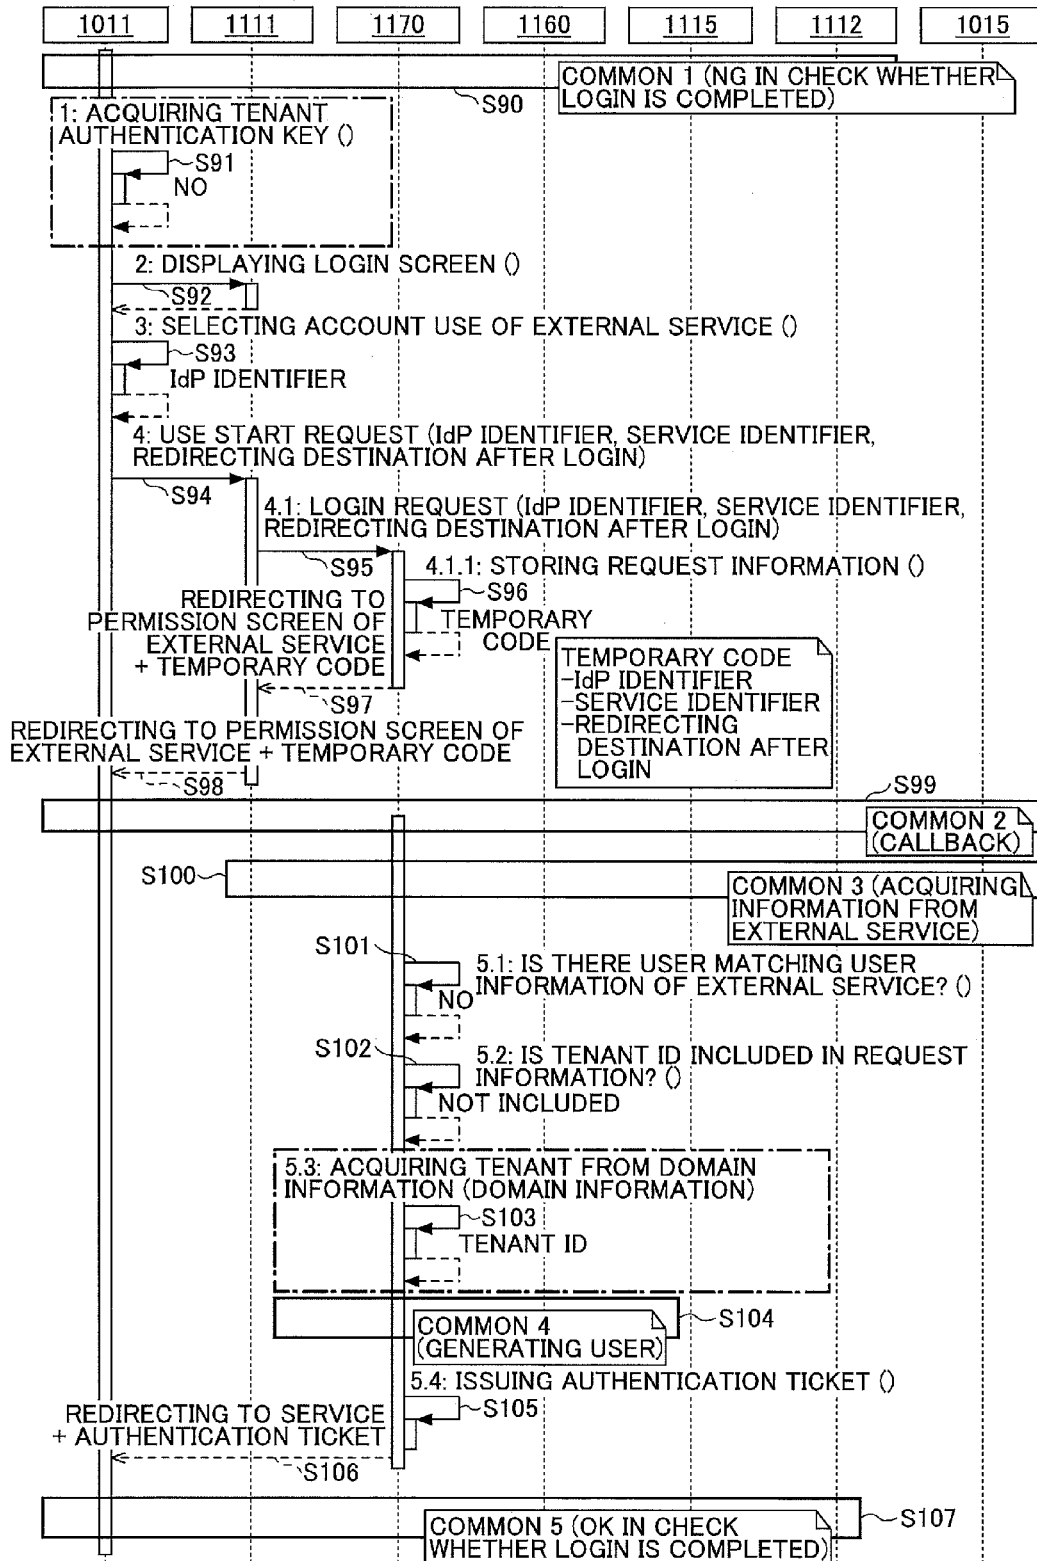 1011 1111 1170 1160 1115 1112 1015
COMMON 1 (NG IN CHECK WHETHER
LOGIN IS COMPLETED)
S90
1: ACQUIRING TENANT
AUTHENTICATION KEY ()
S91
NO
2: DISPLAYING LOGIN SCREEN ()
S92
3: SELECTING ACCOUNT USE OF EXTERNAL SERVICE ()
S93
IdP IDENTIFIER
4: USE START REQUEST (IdP IDENTIFIER, SERVICE IDENTIFIER,
REDIRECTING DESTINATION AFTER LOGIN)
S94
4.1: LOGIN REQUEST (IdP IDENTIFIER, SERVICE IDENTIFIER,
REDIRECTING DESTINATION AFTER LOGIN)
S95
4.1.1: STORING REQUEST INFORMATION ()
S96
TEMPORARY
CODE
REDIRECTING TO
PERMISSION SCREEN OF
EXTERNAL SERVICE
+ TEMPORARY CODE
S97
TEMPORARY CODE
-IdP IDENTIFIER
-SERVICE IDENTIFIER
-REDIRECTING
DESTINATION AFTER
LOGIN
REDIRECTING TO PERMISSION SCREEN OF
EXTERNAL SERVICE + TEMPORARY CODE
S98
S99
COMMON 2
(CALLBACK)
S100
COMMON 3 (ACQUIRING
INFORMATION FROM
EXTERNAL SERVICE)
S101
5.1: IS THERE USER MATCHING USER
INFORMATION OF EXTERNAL SERVICE? ()
NO
S102
5.2: IS TENANT ID INCLUDED IN REQUEST
INFORMATION? ()
NOT INCLUDED
5.3: ACQUIRING TENANT FROM DOMAIN
INFORMATION (DOMAIN INFORMATION)
S103
TENANT ID
S104
COMMON 4
(GENERATING USER)
5.4: ISSUING AUTHENTICATION TICKET ()
S105
REDIRECTING TO SERVICE
+ AUTHENTICATION TICKET
S106
S107
COMMON 5 (OK IN CHECK
WHETHER LOGIN IS COMPLETED)